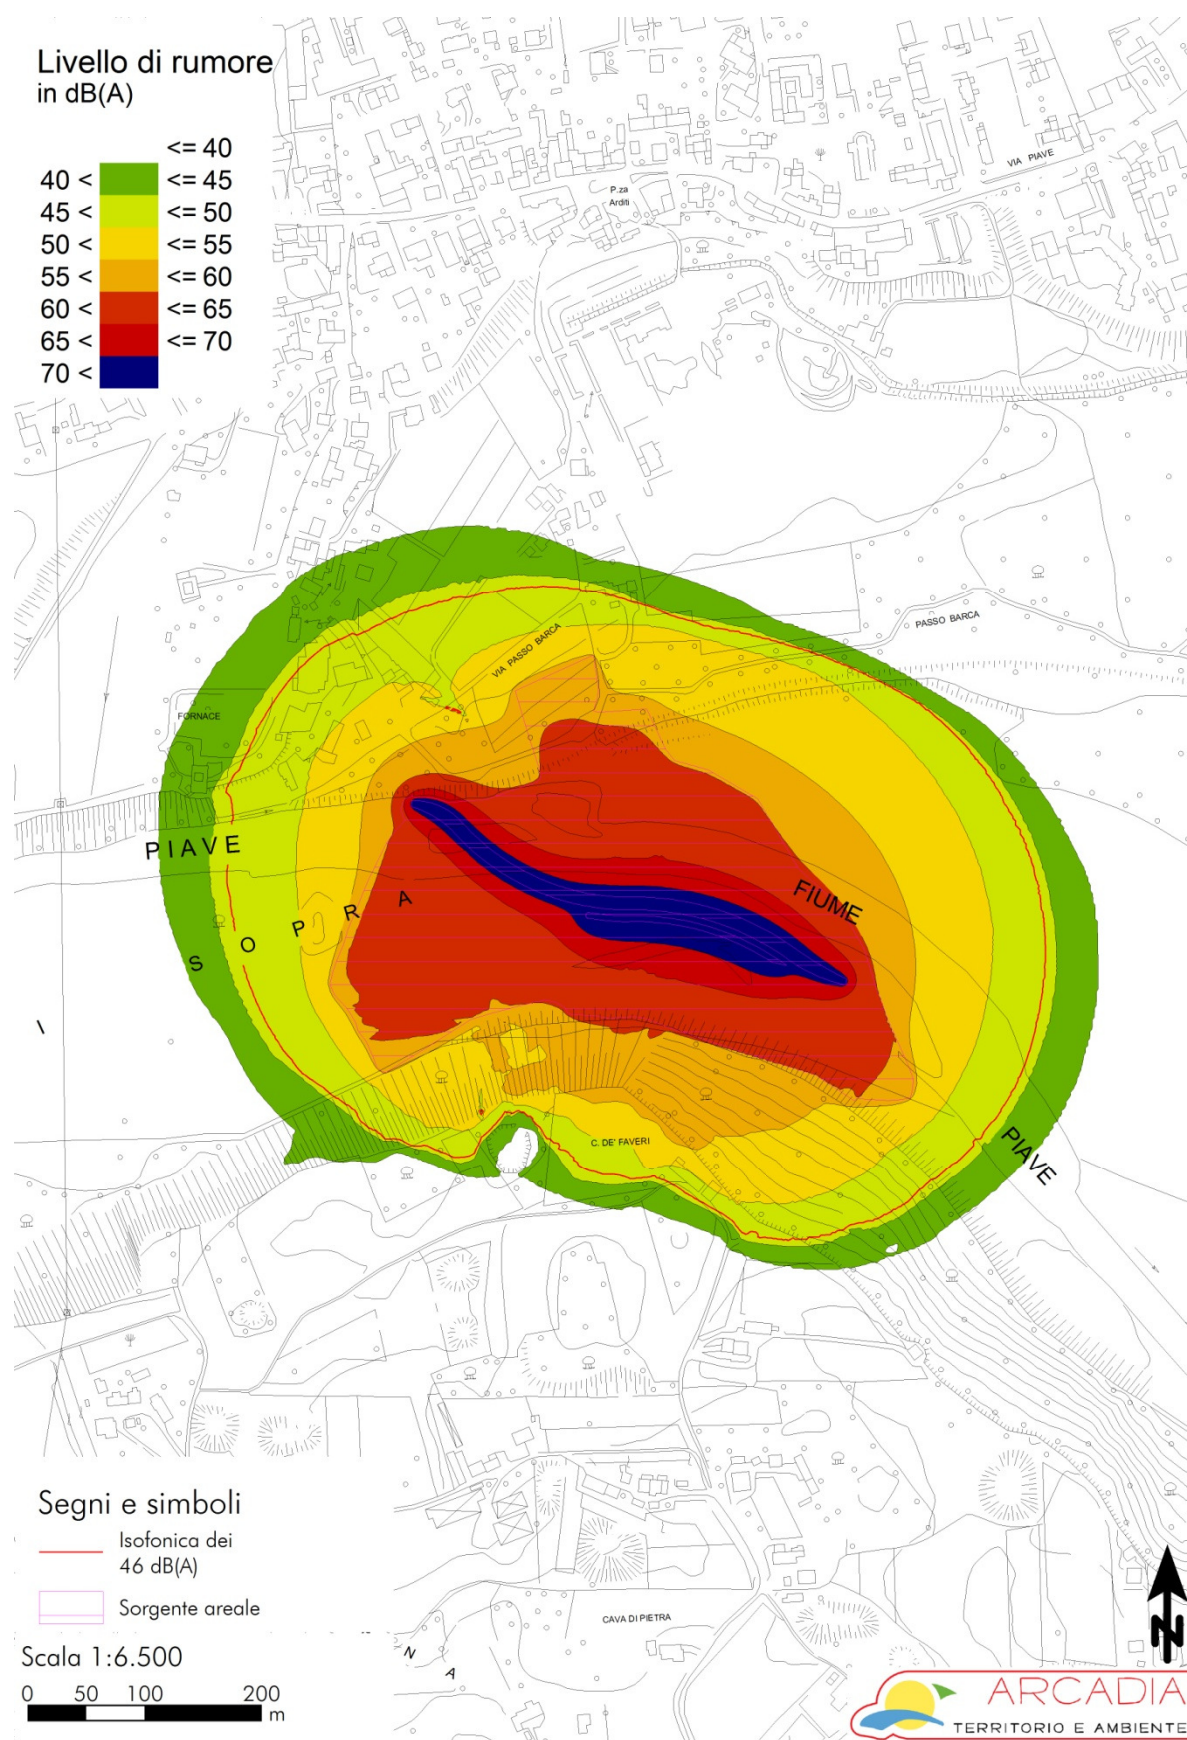 Livello di rumore
in dB(A)
<= 40
40 < <= 45
45 < <= 50
50 < <= 55
55 < <= 60
60 < <= 65
65 < <= 70
70 <
VIA PIAVE
P.za
Arditi
PASSO BARCA
VIA PASSO BARCA
FORNACE
PIAVE
FIUME
SOPRA
I
C. DE' FAVERI
PIAVE
Segni e simboli
Isofonica dei
46 dB(A)
Sorgente areale
CAVA DI PIETRA
N A
N
Scala 1:6.500
0 50 100 200
m
ARCADIA
TERRITORIO E AMBIENTE